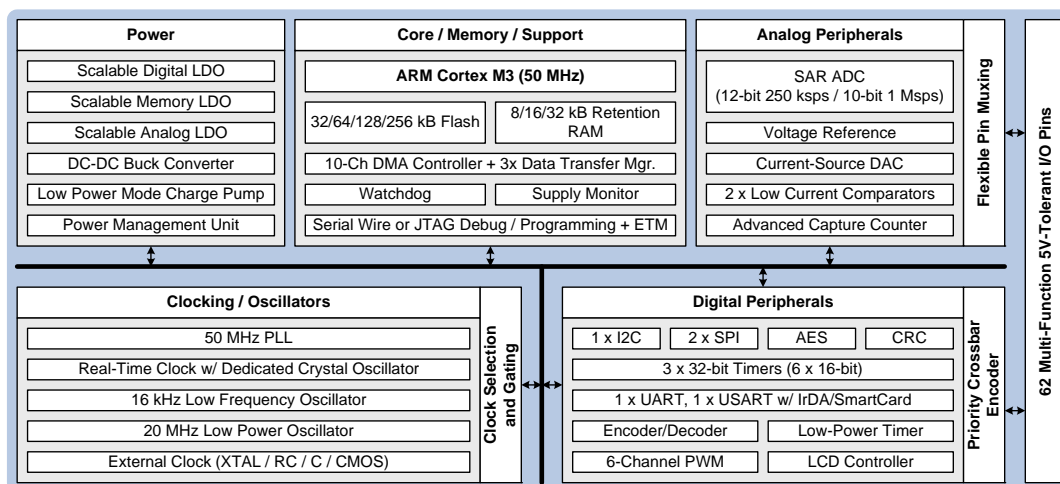 Power
Scalable Digital LDO
Scalable Memory LDO
Scalable Analog LDO
DC-DC Buck Converter
Low Power Mode Charge Pump
Power Management Unit
Core / Memory / Support
ARM Cortex M3 (50 MHz)
32/64/128/256 kB Flash
8/16/32 kB Retention
RAM
10-Ch DMA Controller + 3x Data Transfer Mgr.
Watchdog
Supply Monitor
Serial Wire or JTAG Debug / Programming + ETM
Analog Peripherals
SAR ADC
(12-bit 250 ksps / 10-bit 1 Msps)
Voltage Reference
Current-Source DAC
2 x Low Current Comparators
Advanced Capture Counter
Flexible Pin Muxing
62 Multi-Function 5V-Tolerant I/O Pins
Clocking / Oscillators
50 MHz PLL
Real-Time Clock w/ Dedicated Crystal Oscillator
16 kHz Low Frequency Oscillator
20 MHz Low Power Oscillator
External Clock (XTAL / RC / C / CMOS)
Clock Selection
and Gating
Digital Peripherals
1 x I2C
2 x SPI
AES
CRC
3 x 32-bit Timers (6 x 16-bit)
1 x UART, 1 x USART w/ IrDA/SmartCard
Encoder/Decoder
Low-Power Timer
6-Channel PWM
LCD Controller
Priority Crossbar
Encoder